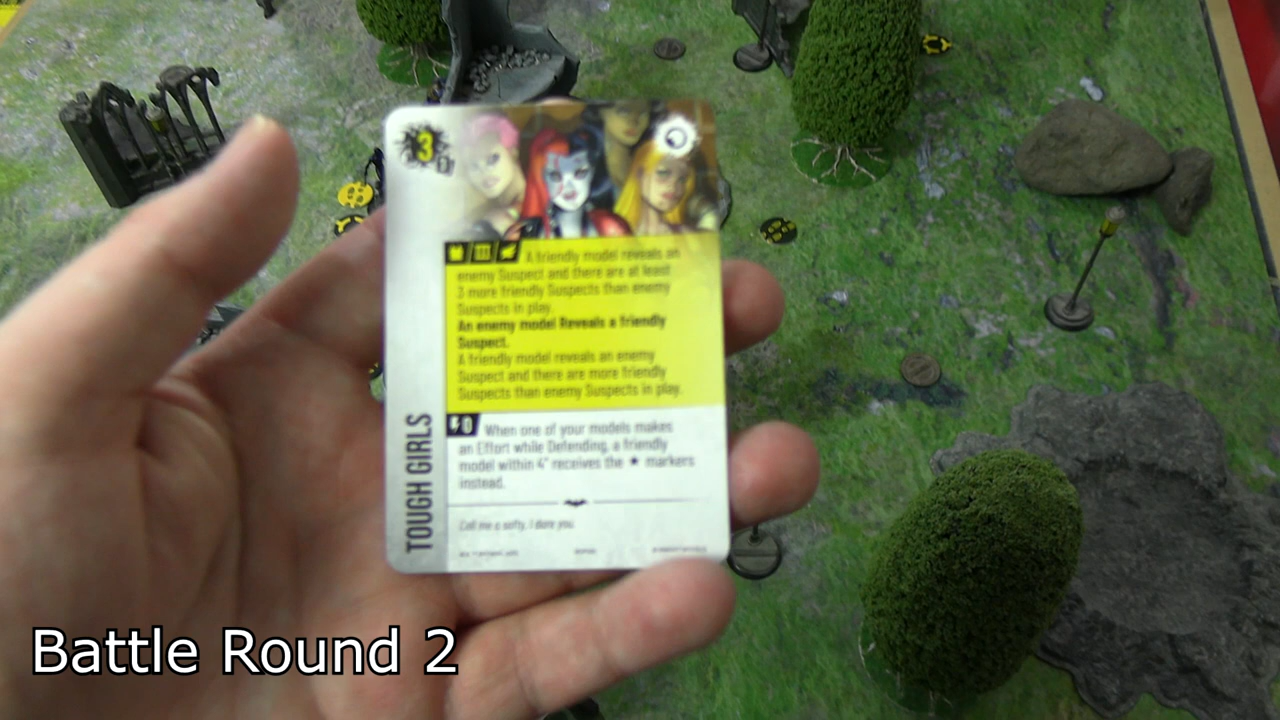 3
A friendly model reveals an
enemy Suspect and there are at least
3 more friendly Suspects than enemy
Suspects in play.
An enemy model Reveals a friendly
Suspect.
A friendly model reveals an enemy
Suspect and there are more friendly
Suspects than enemy Suspects in play.
0 When one of your models makes
an Effort while Defending, a friendly
model within 4" receives the ★ markers
instead.
Call me a softy, I dare you
TOUGH GIRLS
Battle Round 2